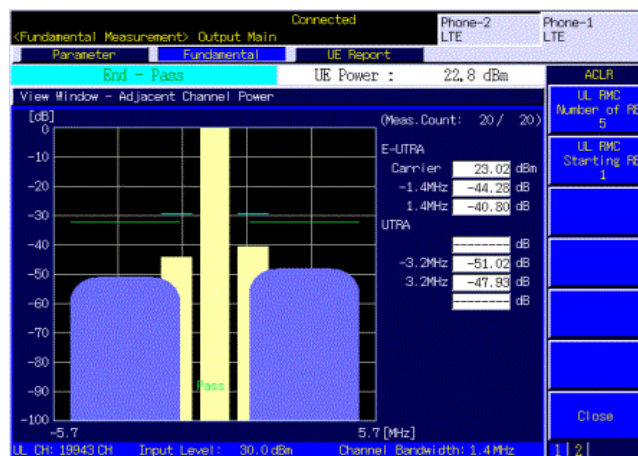 Connected
Phone-2 LTE
Phone-1 LTE
<Fundamental Measurement> Output Main
Parameter
Fundamental
UE Report
End - Pass
UE Power : 22.8 dBm
ACLR
View Window - Adjacent Channel Power
UL RMC
Number of RB
5
UL RMC
Starting RB
1
Close
1 2
[dB]
0
-10
-20
-30
-40
-50
-60
-70
-80
-90
-100
Pass
-5.7
5.7 [MHz]
(Meas.Count: 20 / 20)
E-UTRA
Carrier 23.02 dBm
-1.4MHz -44.28 dB
1.4MHz -40.80 dB
UTRA
------- dB
-3.2MHz -51.02 dB
3.2MHz -47.93 dB
------- dB
UL CH: 19943 CH Input Level: 30.0 dBm Channel Bandwidth: 1.4 MHz